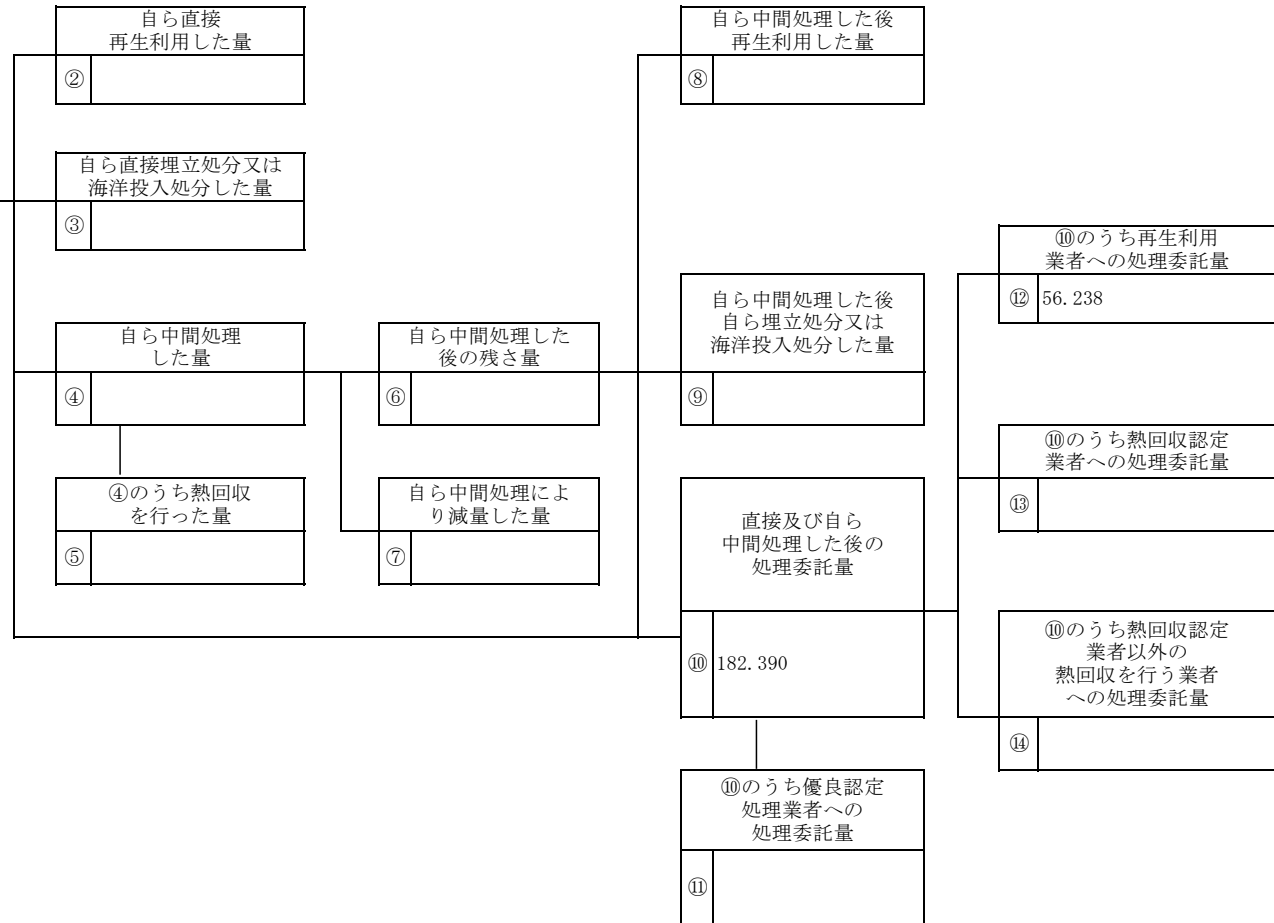 自ら直接
再生利用した量
②
自ら直接埋立処分又は
海洋投入処分した量
③
自ら中間処理
した量
④
④のうち熱回収
を行った量
⑤
自ら中間処理した
後の残さ量
⑥
自ら中間処理によ
り減量した量
⑦
自ら中間処理した後
再生利用した量
⑧
自ら中間処理した後
自ら埋立処分又は
海洋投入処分した量
⑨
直接及び自ら
中間処理した後の
処理委託量
⑩ 182.390
⑩のうち優良認定
処理業者への
処理委託量
⑪
⑩のうち再生利用
業者への処理委託量
⑫ 56.238
⑩のうち熱回収認定
業者への処理委託量
⑬
⑩のうち熱回収認定
業者以外の
熱回収を行う業者
への処理委託量
⑭